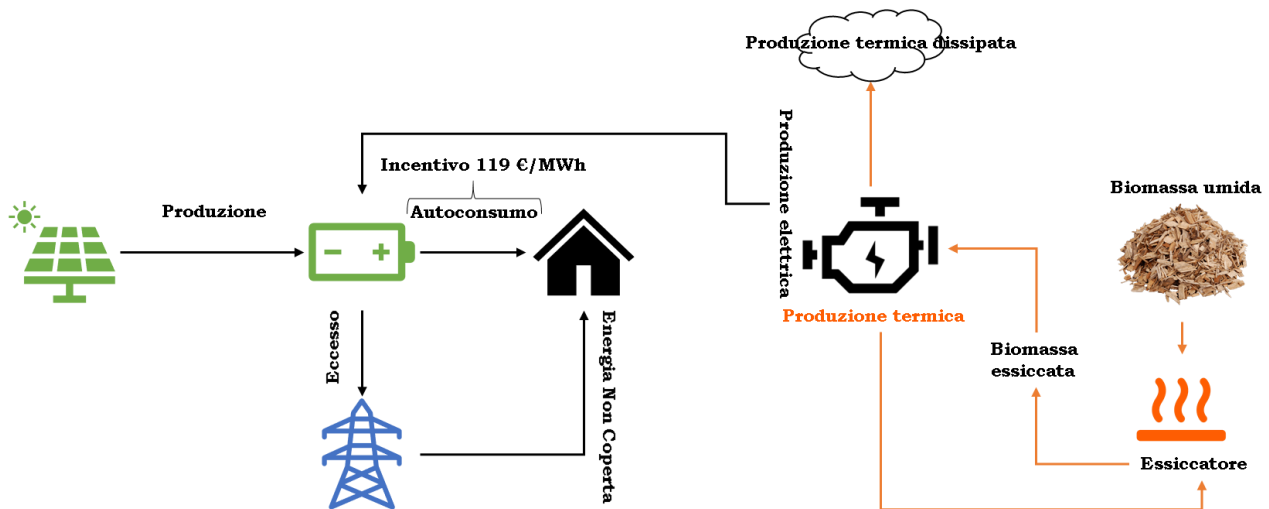 Produzione termica dissipata
Produzione elettrica
Incentivo 119 €/MWh
Autoconsumo
Produzione
Biomassa umida
Produzione termica
Eccesso
Energia Non Coperta
Biomassa
essiccata
Essiccatore